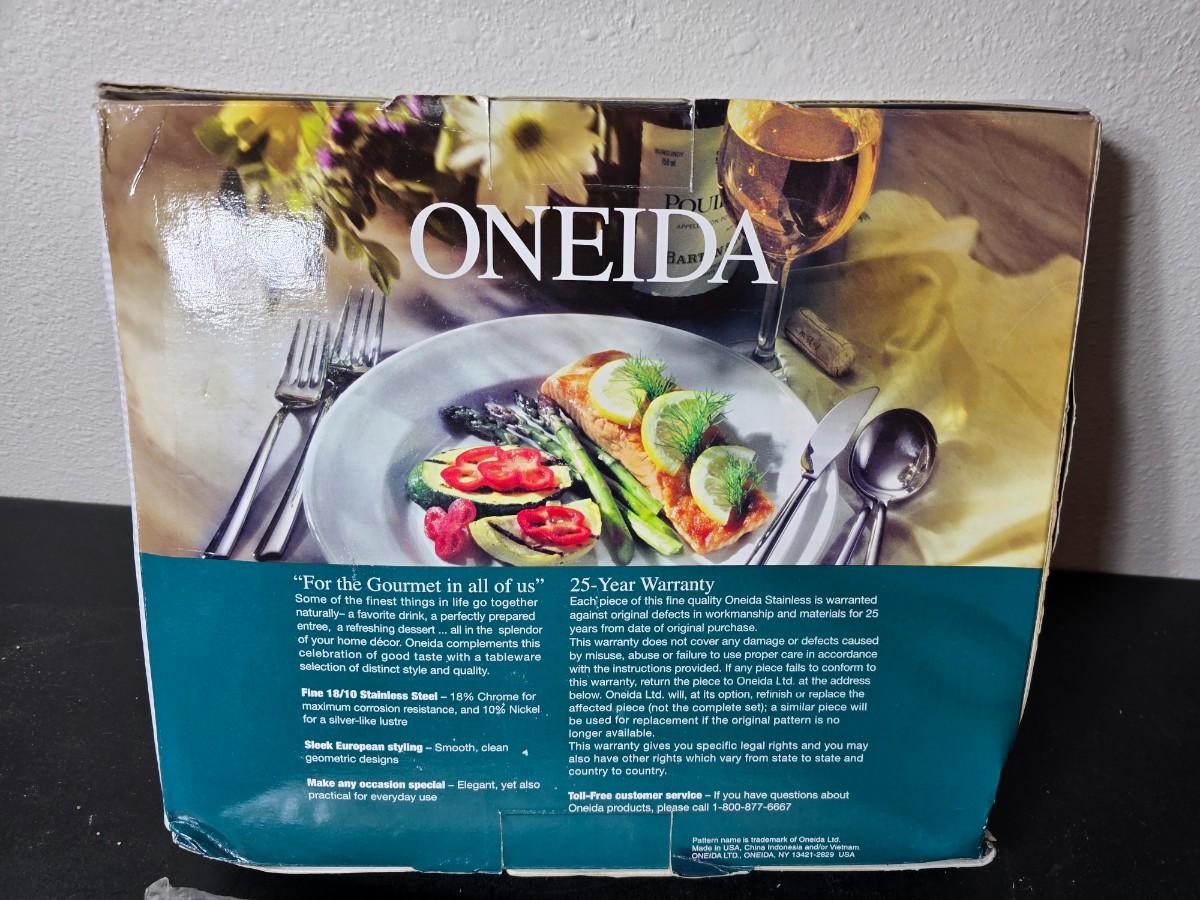 BURGUNDY
750 ml
POUI
APPELL
BART
ONEIDA
“For the Gourmet in all of us”
Some of the finest things in life go together
naturally– a favorite drink, a perfectly prepared
entree, a refreshing dessert ... all in the splendor
of your home décor. Oneida complements this
celebration of good taste with a tableware
selection of distinct style and quality.
Fine 18/10 Stainless Steel – 18% Chrome for
maximum corrosion resistance, and 10% Nickel
for a silver-like lustre
Sleek European styling – Smooth, clean
geometric designs
Make any occasion special – Elegant, yet also
practical for everyday use
25-Year Warranty
Each piece of this fine quality Oneida Stainless is warranted
against original defects in workmanship and materials for 25
years from date of original purchase.
This warranty does not cover any damage or defects caused
by misuse, abuse or failure to use proper care in accordance
with the instructions provided. If any piece fails to conform to
this warranty, return the piece to Oneida Ltd. at the address
below. Oneida Ltd. will, at its option, refinish or replace the
affected piece (not the complete set); a similar piece will
be used for replacement if the original pattern is no
longer available.
This warranty gives you specific legal rights and you may
also have other rights which vary from state to state and
country to country.
Toll-Free customer service – If you have questions about
Oneida products, please call 1-800-877-6667
Pattern name is trademark of Oneida Ltd.
Made in USA, China Indonesia and/or Vietnam.
ONEIDA LTD., ONEIDA, NY 13421-2829 USA